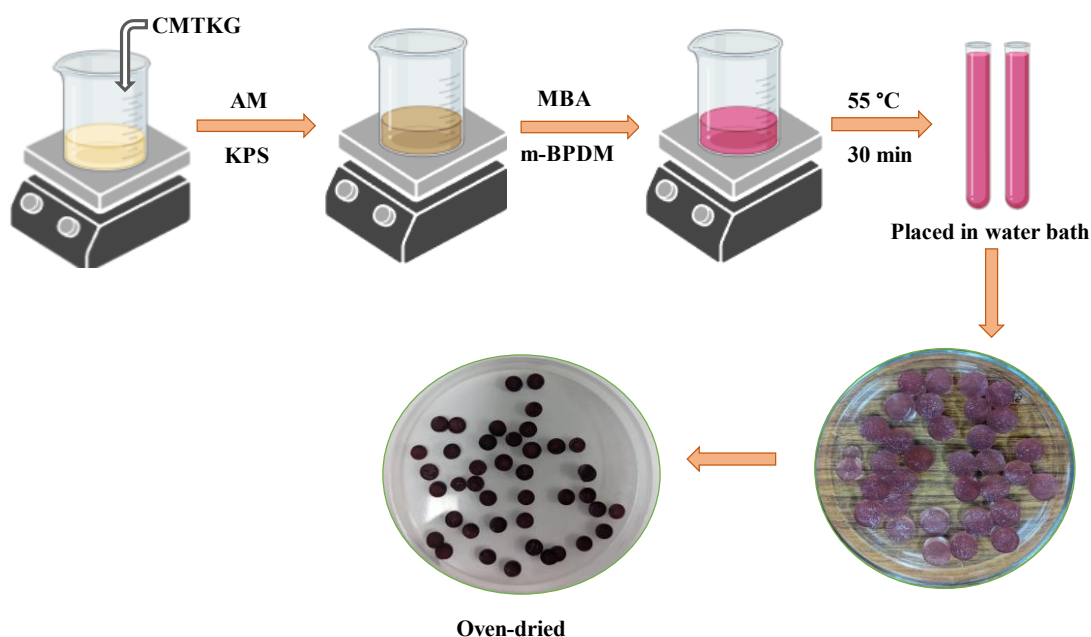 CMTKG
AM
KPS
MBA
m-BPDM
55 °C
30 min
Placed in water bath
Oven-dried